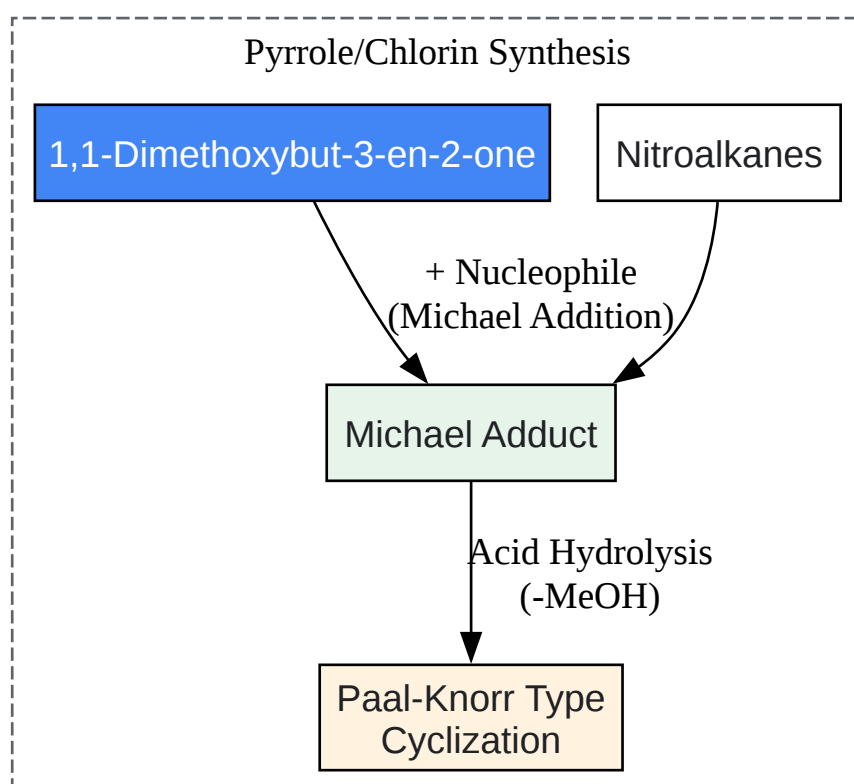 Pyrrole/Chlorin Synthesis
1,1-Dimethoxybut-3-en-2-one
Nitroalkanes
+ Nucleophile
(Michael Addition)
Michael Adduct
Acid Hydrolysis
(-MeOH)
Paal-Knorr Type
Cyclization